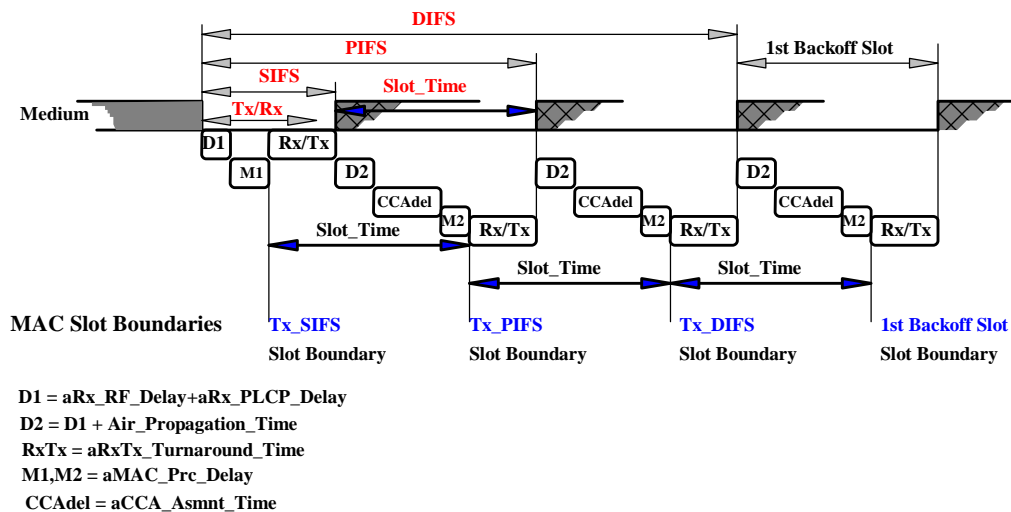 DIFS
PIFS
1st Backoff Slot
SIFS
Slot_Time
Tx/Rx
Medium
D1
Rx/Tx
M1
D2
D2
D2
CCAdel
CCAdel
CCAdel
M2
M2
M2
Rx/Tx
Rx/Tx
Rx/Tx
Slot_Time
Slot_Time
Slot_Time
MAC Slot Boundaries
Tx_SIFS
Tx_PIFS
Tx_DIFS
1st Backoff Slot
Slot Boundary
Slot Boundary
Slot Boundary
Slot Boundary
D1 = aRx_RF_Delay+aRx_PLCP_Delay
D2 = D1 + Air_Propagation_Time
RxTx = aRxTx_Turnaround_Time
M1,M2 = aMAC_Prc_Delay
CCAdel = aCCA_Asmnt_Time